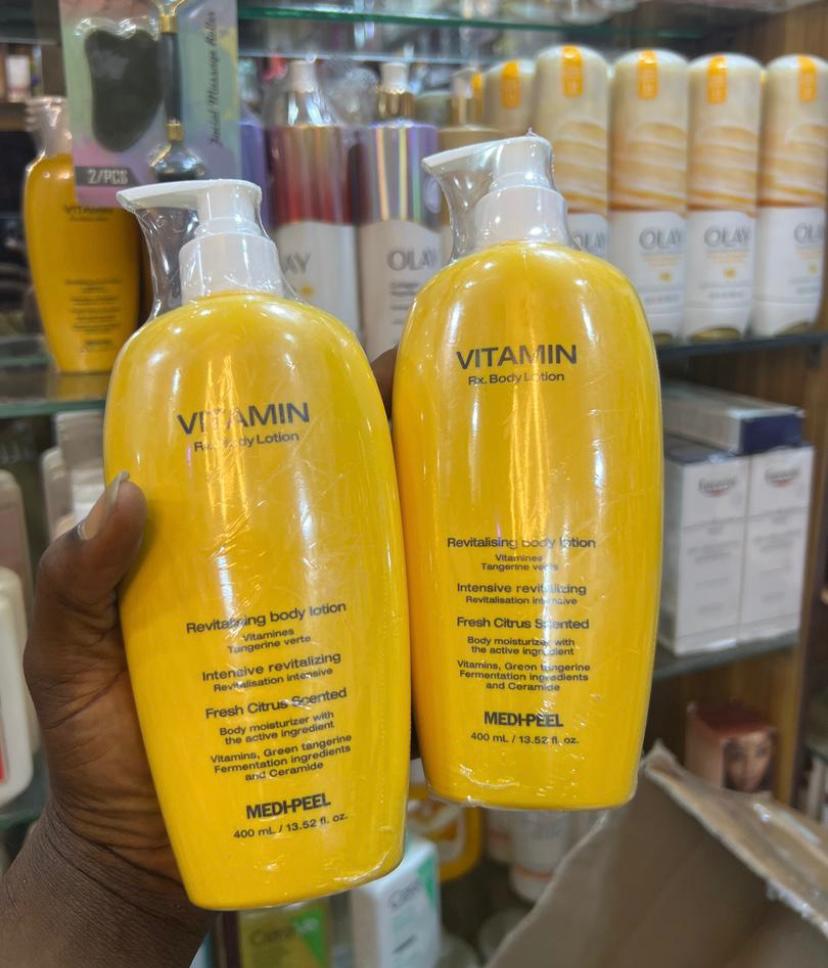 Facial Massage Roller
2/PCS
VITAMIN
OLAY
OLAY
OLAY
OLAY
OLAY
VITAMIN
Rx. Body Lotion
Revitalising body lotion
Vitamines
Tangerine verte
Intensive revitalizing
Revitalisation intensive
Fresh Citrus Scented
Body moisturizer with
the active ingredient
Vitamins, Green tangerine
Fermentation ingredients
and Ceramide
MEDI-PEEL
400 mL / 13.52 fl. oz.
VITAMIN
Rx. Body Lotion
Revitalising body lotion
Vitamines
Tangerine verte
Intensive revitalizing
Revitalisation intensive
Fresh Citrus Scented
Body moisturizer with
the active ingredient
Vitamins, Green tangerine
Fermentation ingredients
and Ceramide
MEDI-PEEL
400 mL / 13.52 fl. oz.
Eucerin
Eucerin
CeraVe